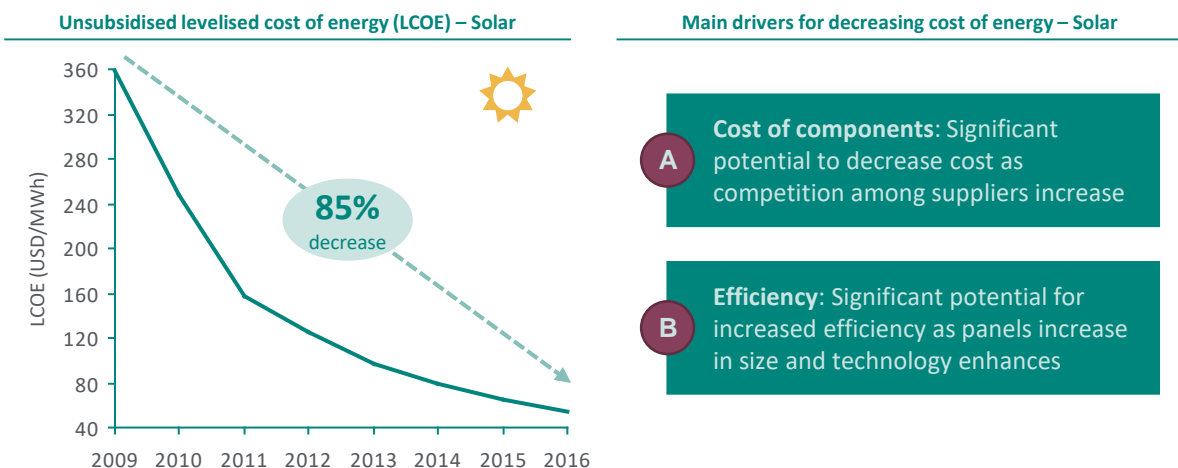 Unsubsidised levelised cost of energy (LCOE) – Solar
LCOE (USD/MWh)
360
320
280
240
200
160
120
80
40
85%
decrease
2009 2010 2011 2012 2013 2014 2015 2016
Main drivers for decreasing cost of energy – Solar
A
Cost of components: Significant
potential to decrease cost as
competition among suppliers increase
B
Efficiency: Significant potential for
increased efficiency as panels increase
in size and technology enhances